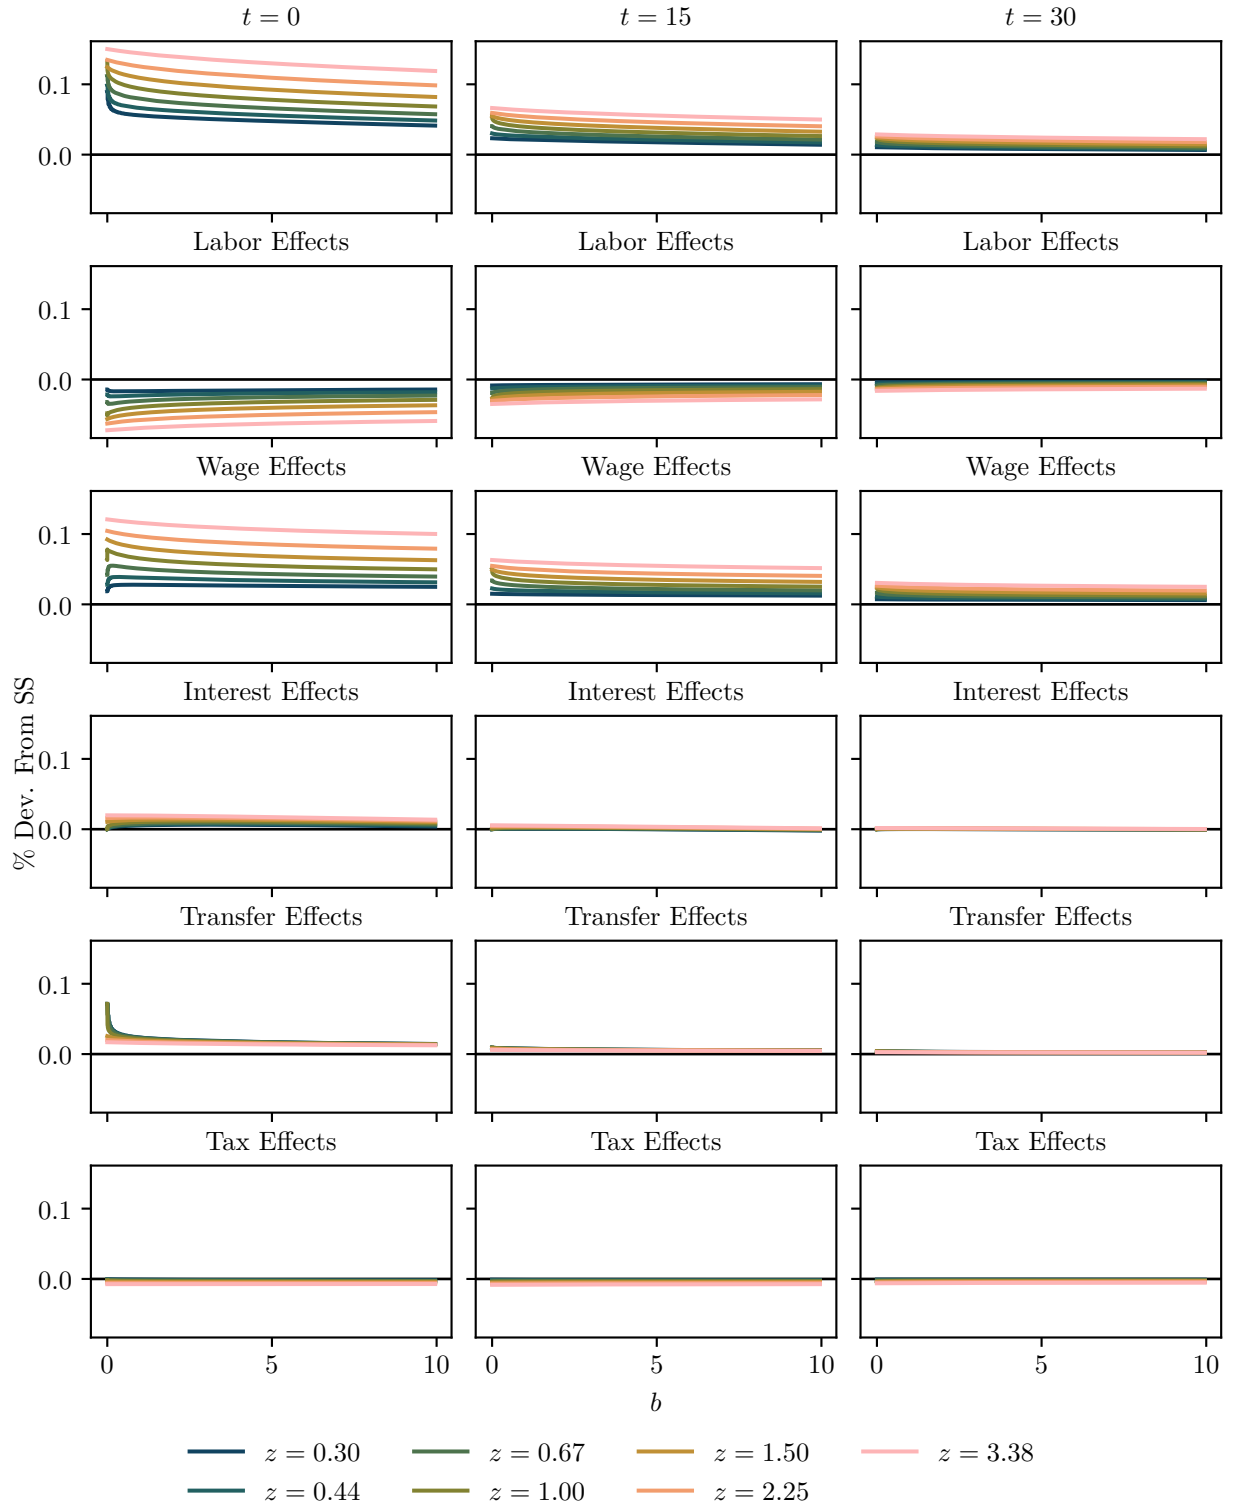 t = 0 t = 15 t = 30
0.1
0.0
Labor Effects Labor Effects Labor Effects
0.1
0.0
Wage Effects Wage Effects Wage Effects
0.1
0.0
Interest Effects Interest Effects Interest Effects
0.1
0.0
% Dev. From SS
Transfer Effects Transfer Effects Transfer Effects
0.1
0.0
Tax Effects Tax Effects Tax Effects
0.1
0.0
0 5 10 0 5 10 0 5 10
b
z = 0.30 z = 0.67 z = 1.50 z = 3.38
z = 0.44 z = 1.00 z = 2.25